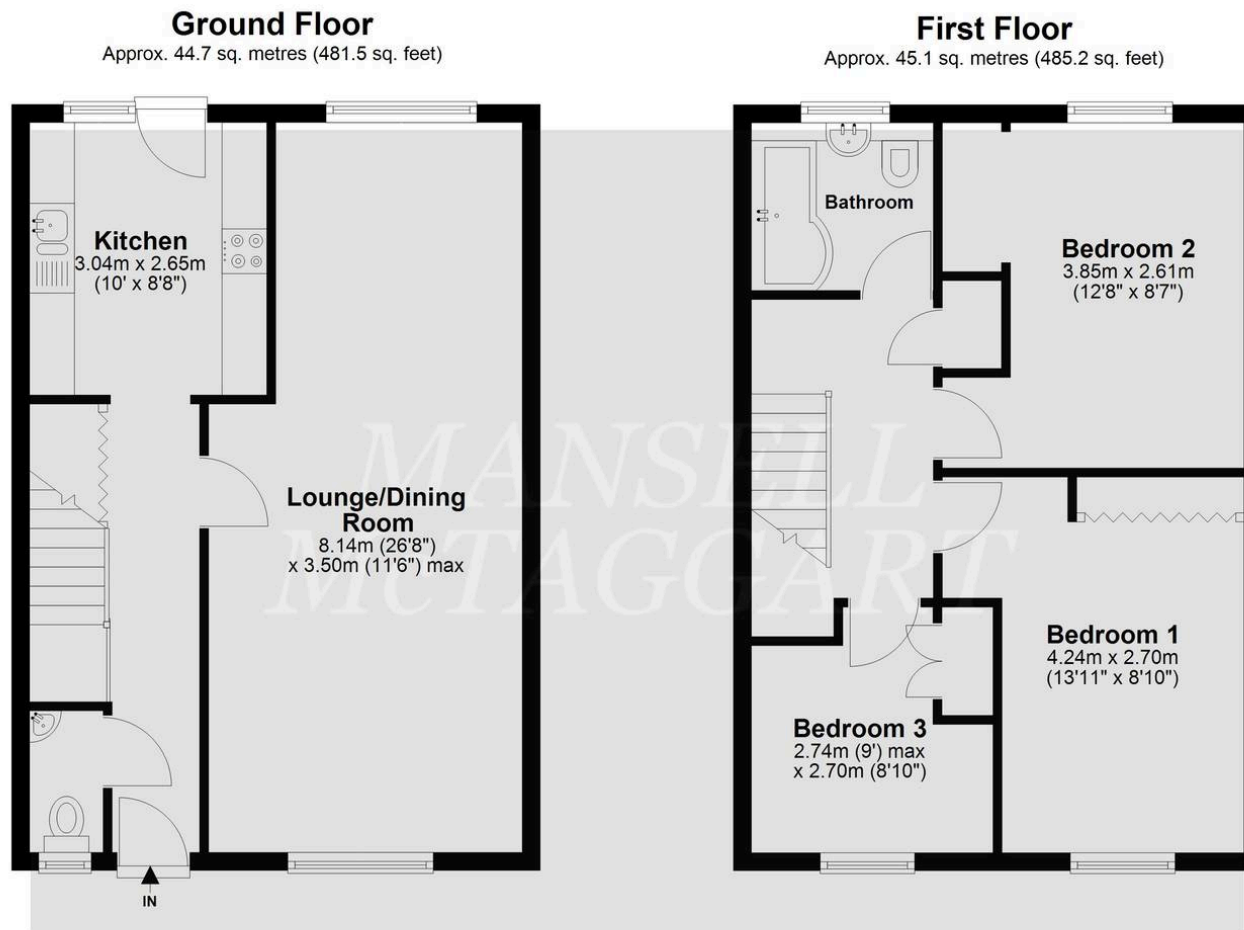 Ground Floor
Approx. 44.7 sq. metres (481.5 sq. feet)
Kitchen
3.04m x 2.65m
(10' x 8'8")
Lounge/Dining
Room
8.14m (26'8")
x 3.50m (11'6") max
IN
First Floor
Approx. 45.1 sq. metres (485.2 sq. feet)
Bathroom
Bedroom 2
3.85m x 2.61m
(12'8" x 8'7")
Bedroom 1
4.24m x 2.70m
(13'11" x 8'10")
Bedroom 3
2.74m (9') max
x 2.70m (8'10")
MANSELL
McTAGGART